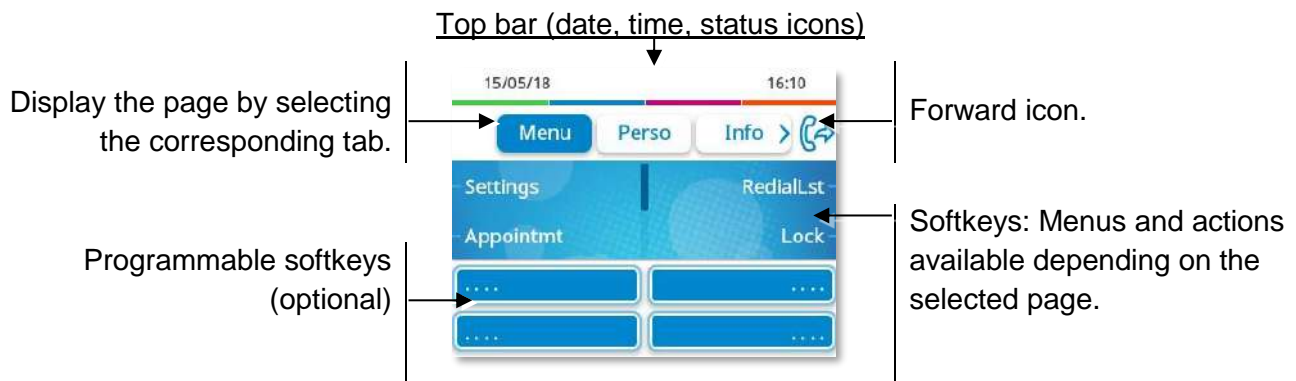 Top bar (date, time, status icons)
15/05/18 16:10
Display the page by selecting
the corresponding tab.
Menu Perso Info >
Forward icon.
Settings RedialLst
Appointmt Lock
Softkeys: Menus and actions
available depending on the
selected page.
Programmable softkeys
(optional)
.... ....
.... ....